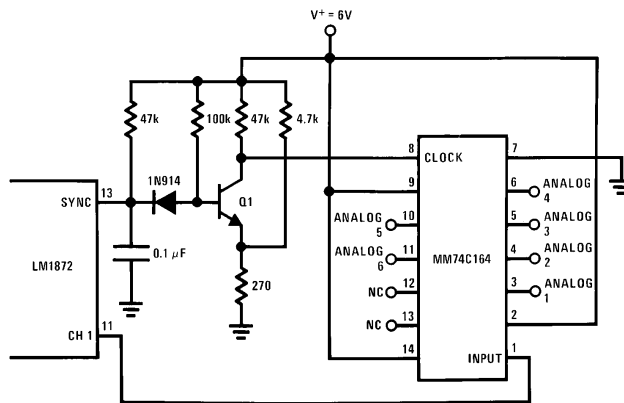 V+ = 6V
47k
100k
47k
4.7k
8
CLOCK
7
13
SYNC
1N914
Q1
9
6
ANALOG
4
ANALOG
5
10
5
ANALOG
3
0.1 µF
ANALOG
6
11
MM74C164
4
ANALOG
2
LM1872
270
NC
12
3
ANALOG
1
NC
13
2
CH 1
11
14
INPUT
1